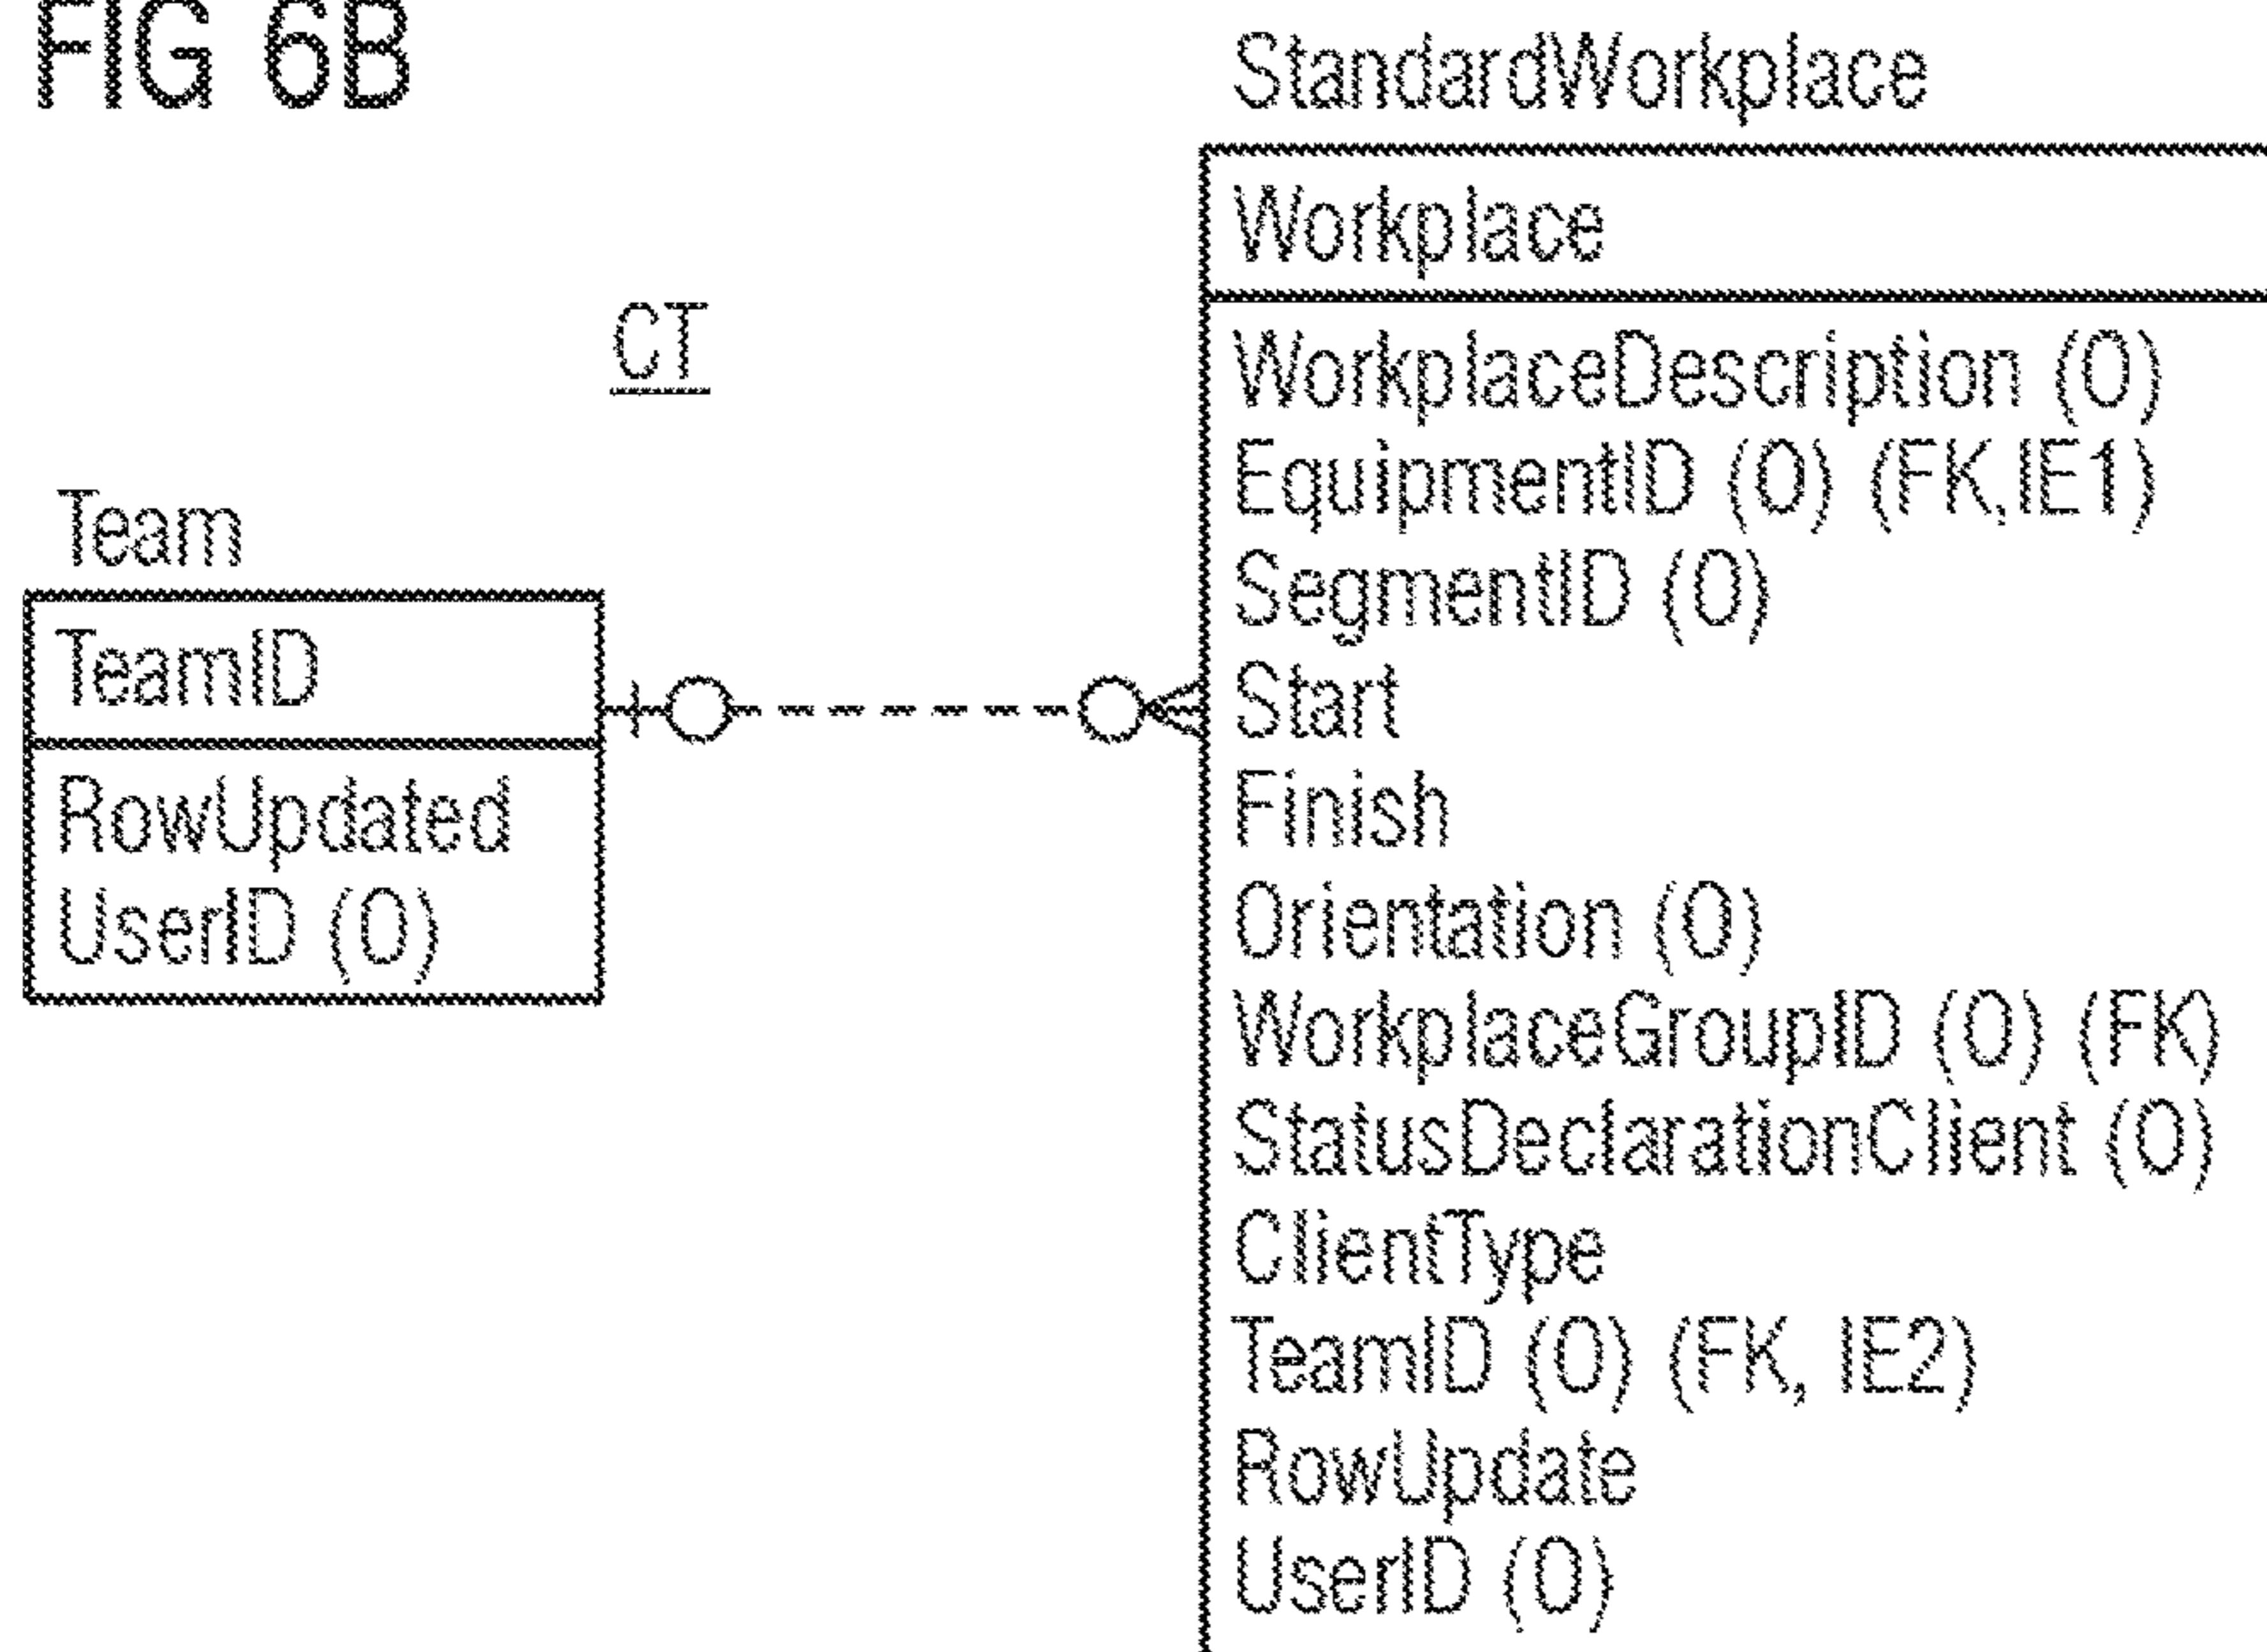 FIG 6B
CT
Team
TeamID
RowUpdated
UserID (O)
StandardWorkplace
Workplace
WorkplaceDescription (O)
EquipmentID (O) (FK,IE1)
SegmentID (O)
Start
Finish
Orientation (O)
WorkplaceGroupID (O) (FK)
StatusDeclarationClient (O)
ClientType
TeamID (O) (FK, IE2)
RowUpdate
UserID (O)